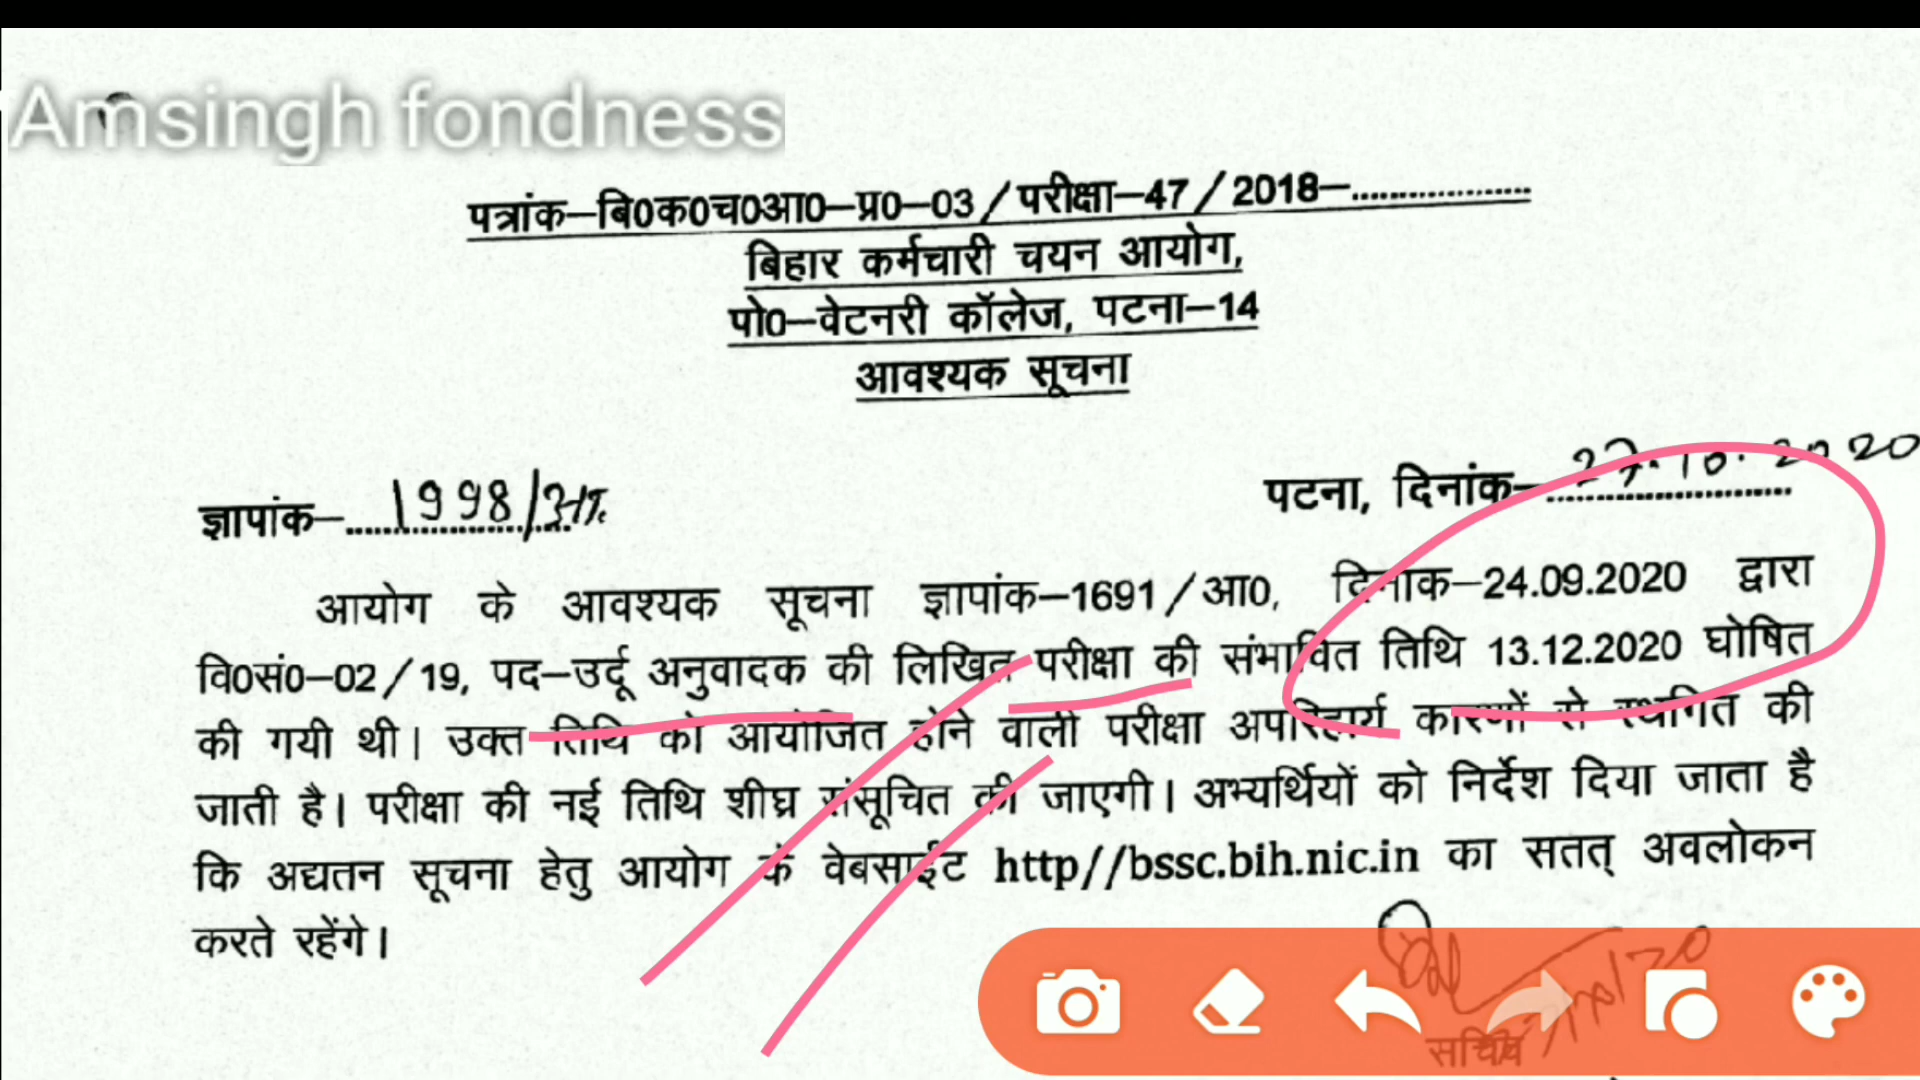 Amsingh fondness
पत्रांक–बि0क0च0आ0–प्र0–03/परीक्षा–47/2018–...................
बिहार कर्मचारी चयन आयोग,
पो0–वेटनरी कॉलेज, पटना–14
आवश्यक सूचना
ज्ञापांक–1998/आ.
पटना, दिनांक–27.10.2020
आयोग के आवश्यक सूचना ज्ञापांक–1691/आ0, दिनांक–24.09.2020 द्वारा
वि0सं0–02/19, पद–उर्दू अनुवादक की लिखित परीक्षा की संभावित तिथि 13.12.2020 घोषित
की गयी थी। उक्त तिथि को आयोजित होने वाली परीक्षा अपरिहार्य कारणों से स्थगित की
जाती है। परीक्षा की नई तिथि शीघ्र संसूचित की जाएगी। अभ्यर्थियों को निर्देश दिया जाता है
कि अद्यतन सूचना हेतु आयोग के वेबसाईट http//bssc.bih.nic.in का सतत् अवलोकन
करते रहेंगे।
सचिव